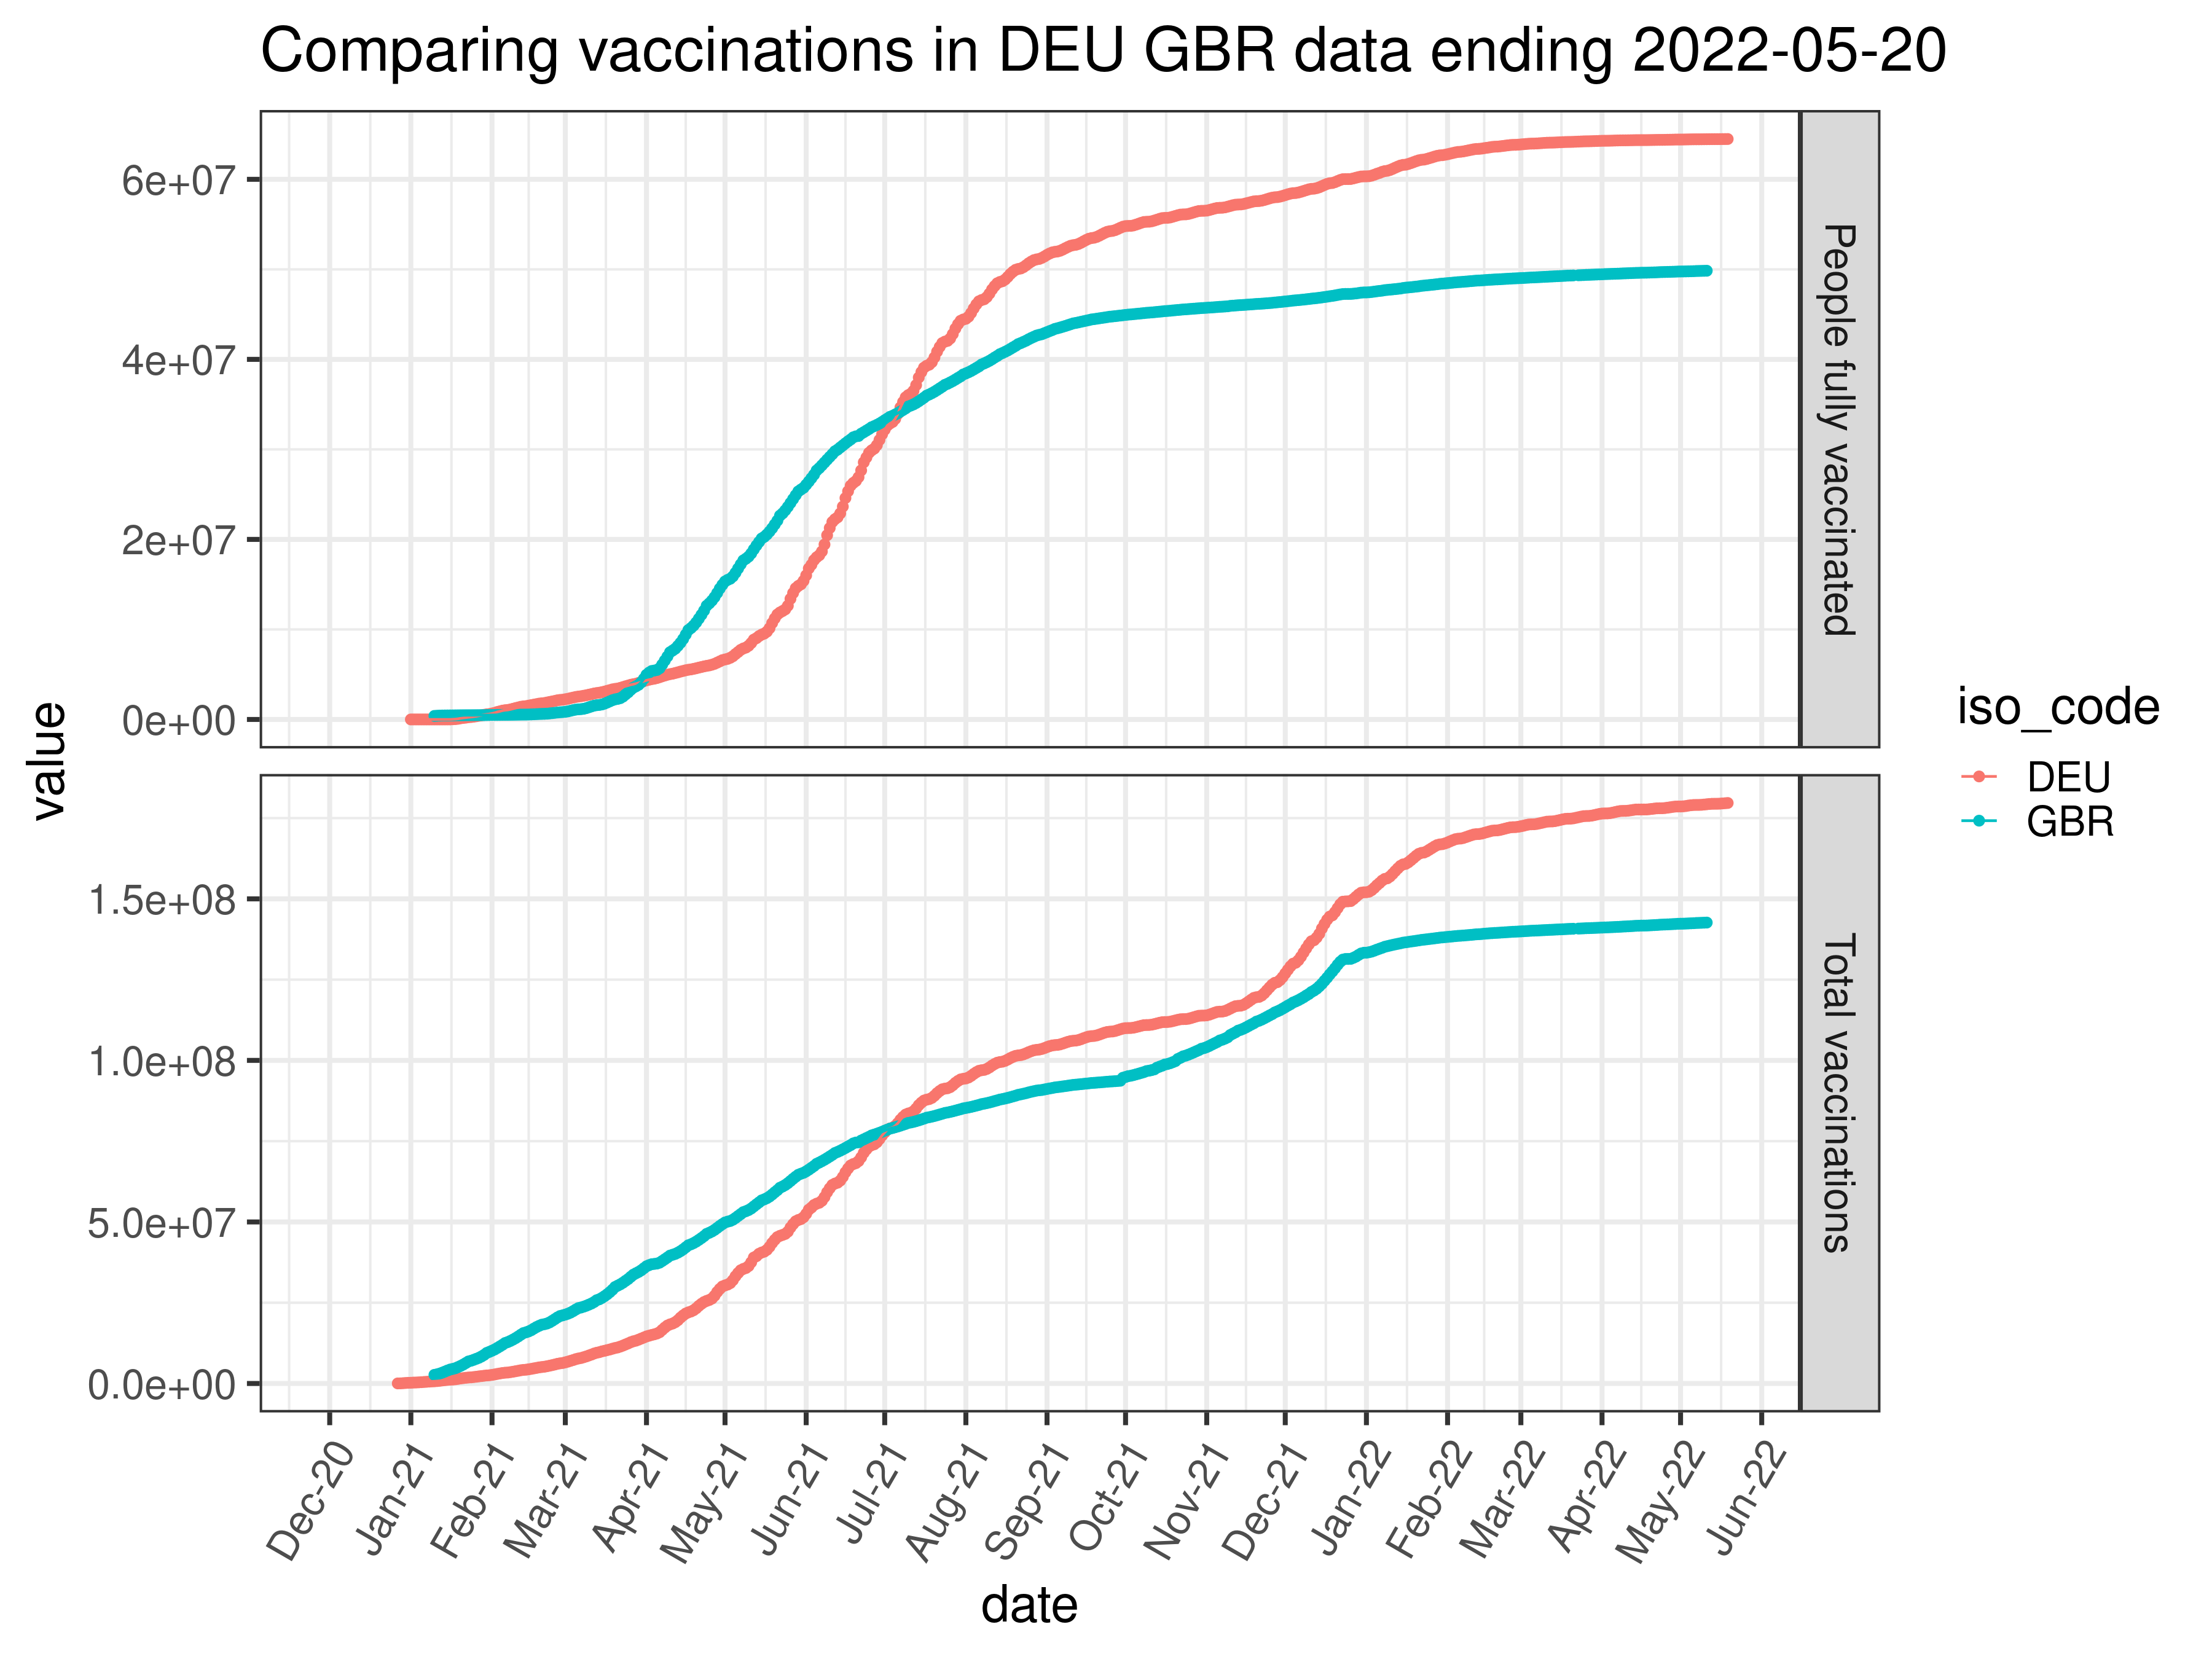 Comparing vaccinations in DEU GBR data ending 2022-05-20
value
6e+07
4e+07
2e+07
0e+00
People fully vaccinated
1.5e+08
1.0e+08
5.0e+07
0.0e+00
Total vaccinations
iso_code
DEU
GBR
Dec-20
Jan-21
Feb-21
Mar-21
Apr-21
May-21
Jun-21
Jul-21
Aug-21
Sep-21
Oct-21
Nov-21
Dec-21
Jan-22
Feb-22
Mar-22
Apr-22
May-22
Jun-22
date